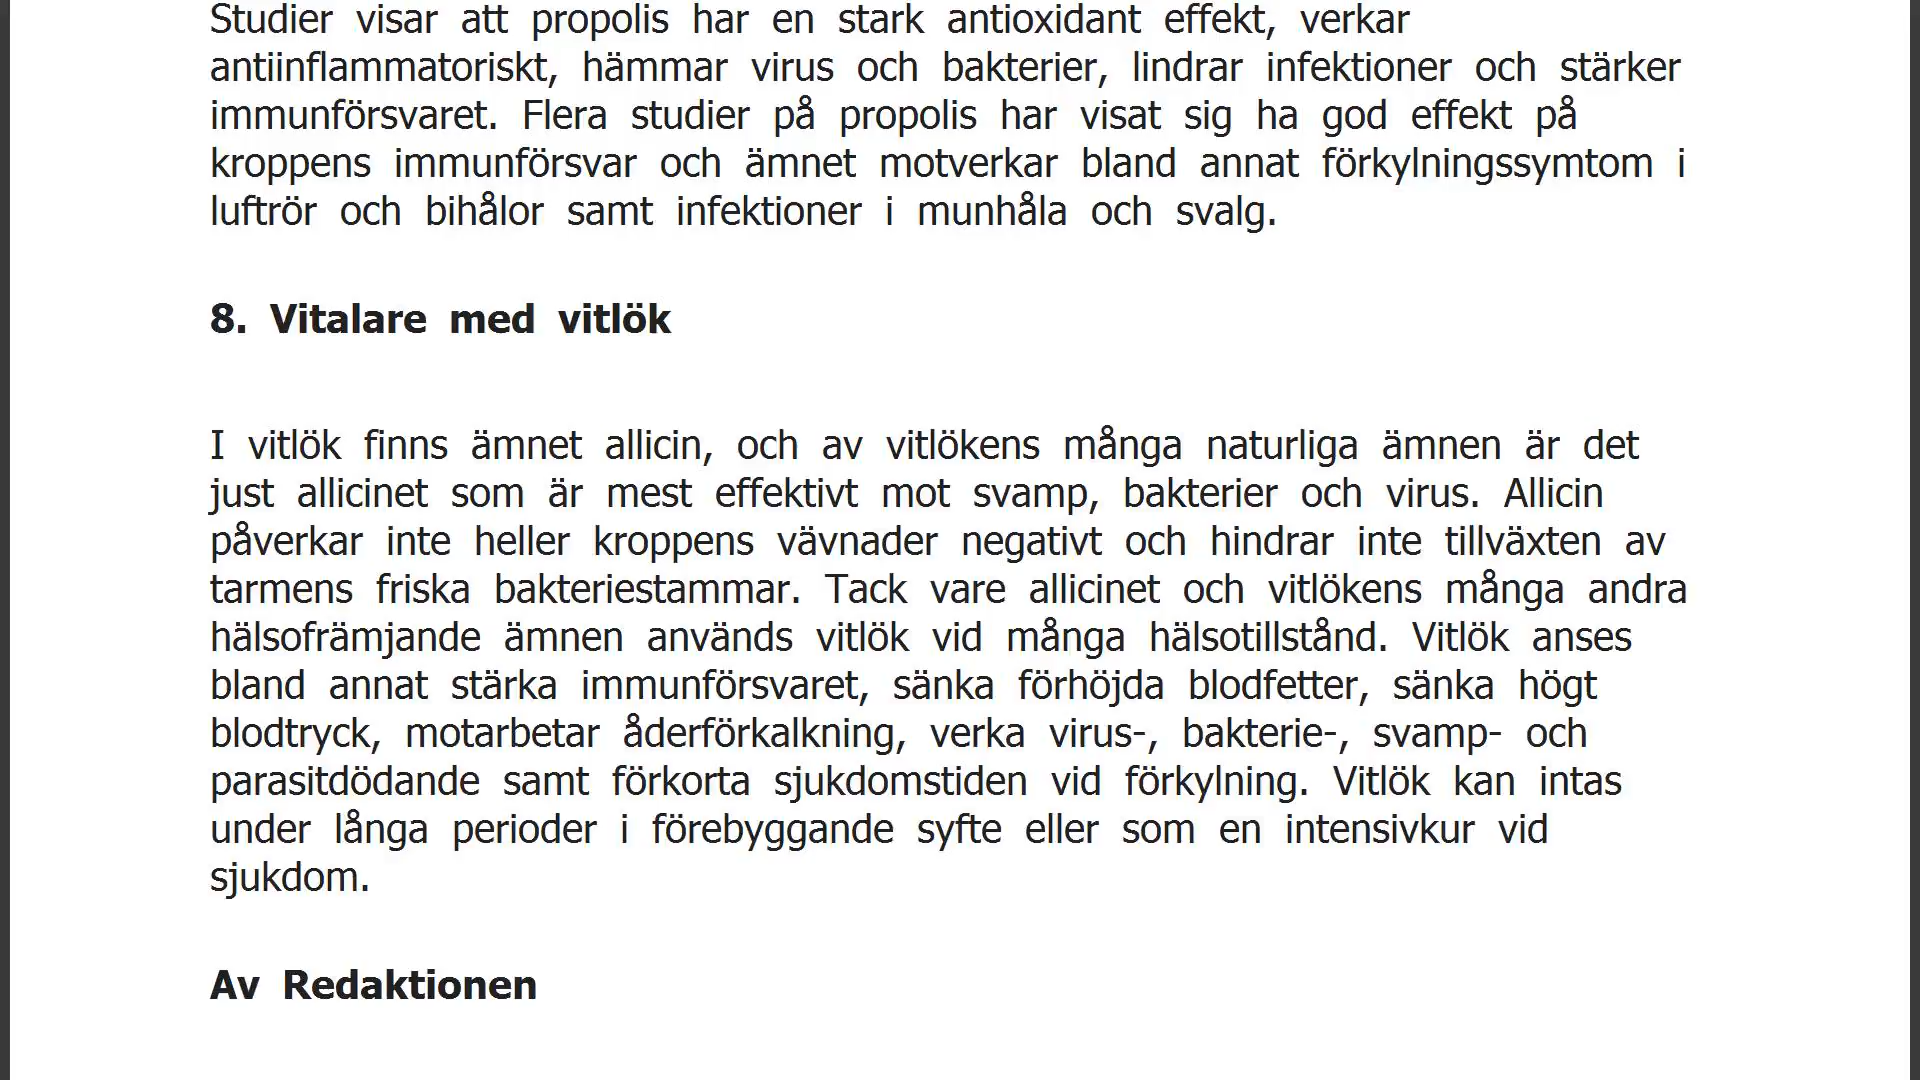 Studier visar att propolis har en stark antioxidant effekt, verkar
antiinflammatoriskt, hämmar virus och bakterier, lindrar infektioner och stärker
immunförsvaret. Flera studier på propolis har visat sig ha god effekt på
kroppens immunförsvar och ämnet motverkar bland annat förkylningssymtom i
luftrör och bihålor samt infektioner i munhåla och svalg.
8. Vitalare med vitlök
I vitlök finns ämnet allicin, och av vitlökens många naturliga ämnen är det
just allicinet som är mest effektivt mot svamp, bakterier och virus. Allicin
påverkar inte heller kroppens vävnader negativt och hindrar inte tillväxten av
tarmens friska bakteriestammar. Tack vare allicinet och vitlökens många andra
hälsofrämjande ämnen används vitlök vid många hälsotillstånd. Vitlök anses
bland annat stärka immunförsvaret, sänka förhöjda blodfetter, sänka högt
blodtryck, motarbetar åderförkalkning, verka virus-, bakterie-, svamp- och
parasitdödande samt förkorta sjukdomstiden vid förkylning. Vitlök kan intas
under långa perioder i förebyggande syfte eller som en intensivkur vid
sjukdom.
Av Redaktionen